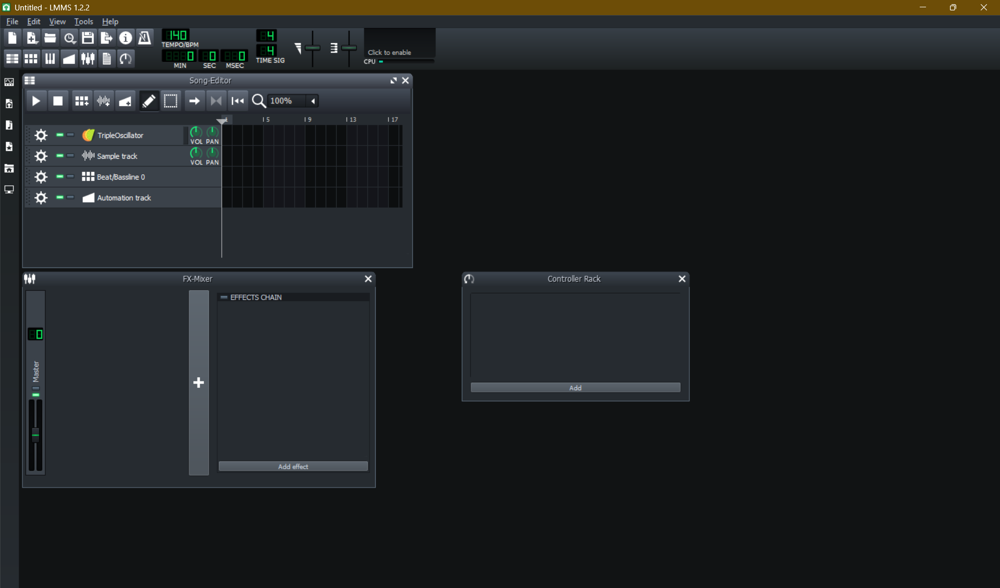 Untitled - LMMS 1.2.2
File Edit View Tools Help
140
TEMPO/BPM
0 0 0
MIN SEC MSEC
4
4
TIME SIG
Click to enable
CPU
Song-Editor
100%
1 5 9 13 17
TripleOscillator VOL PAN
Sample track VOL PAN
Beat/Bassline 0
Automation track
FX-Mixer
0
Master
EFFECTS CHAIN
Add effect
Controller Rack
Add